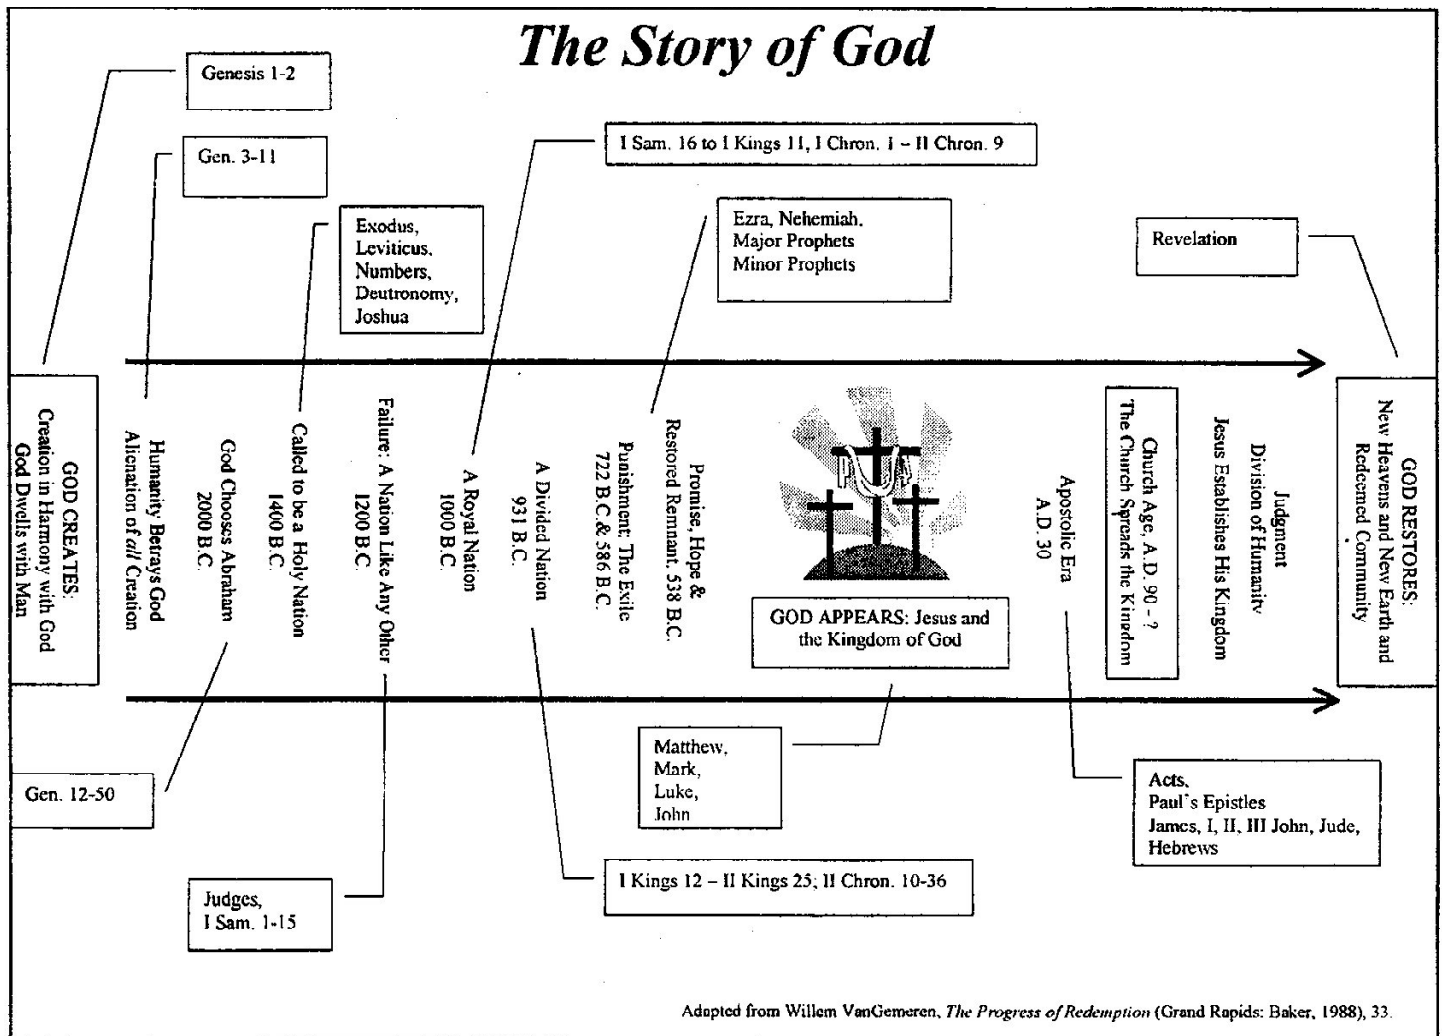 The Story of God
Genesis 1-2
Gen. 3-11
Exodus,
Leviticus,
Numbers,
Deutronomy,
Joshua
I Sam. 16 to I Kings 11, I Chron. 1 – II Chron. 9
Ezra, Nehemiah,
Major Prophets
Minor Prophets
Revelation
GOD CREATES:
Creation in Harmony with God
God Dwells with Man
Humanity Betrays God
Alienation of all Creation
God Chooses Abraham
2000 B.C.
Called to be a Holy Nation
1400 B.C.
Failure: A Nation Like Any Other
1200 B.C.
A Royal Nation
1000 B.C.
A Divided Nation
931 B.C.
Punishment: The Exile
722 B.C. & 586 B.C.
Promise, Hope &
Restored Remnant. 538 B.C.
GOD APPEARS: Jesus and
the Kingdom of God
Apostolic Era
A.D. 30
Church Age, A.D. 90 - ?
The Church Spreads the Kingdom
Judgment
Division of Humanity
Jesus Establishes His Kingdom
GOD RESTORES:
New Heavens and New Earth and
Redeemed Community
Gen. 12-50
Judges,
I Sam. 1-15
Matthew,
Mark,
Luke,
John
I Kings 12 – II Kings 25; II Chron. 10-36
Acts,
Paul's Epistles
James, I, II, III John, Jude,
Hebrews
Adapted from Willem VanGemeren, The Progress of Redemption (Grand Rapids: Baker, 1988), 33.